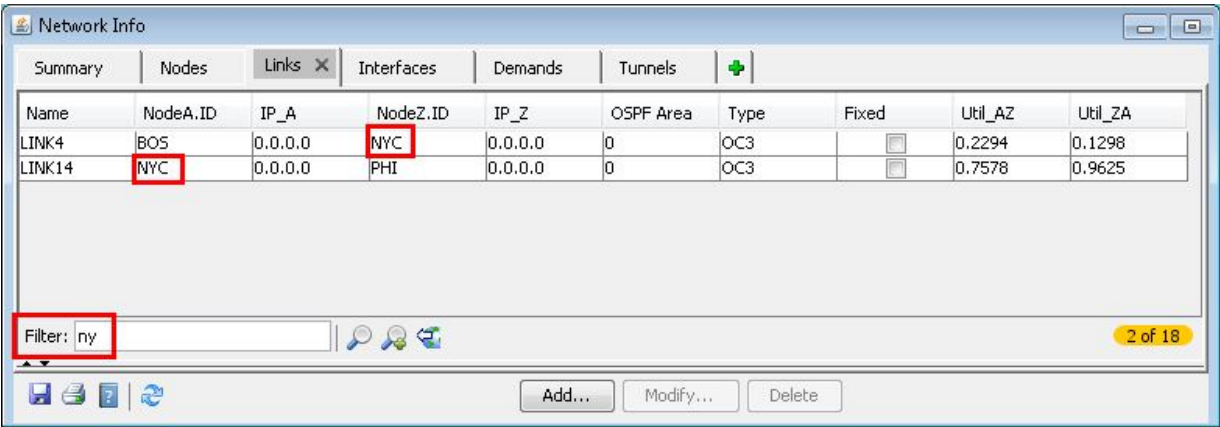 Network Info
Summary Nodes Links Interfaces Demands Tunnels
Name NodeA.ID IP_A NodeZ.ID IP_Z OSPF Area Type Fixed Util_AZ Util_ZA
LINK4 BOS 0.0.0.0 NYC 0.0.0.0 0 OC3 0.2294 0.1298
LINK14 NYC 0.0.0.0 PHI 0.0.0.0 0 OC3 0.7578 0.9625
Filter: ny 2 of 18
Add... Modify... Delete